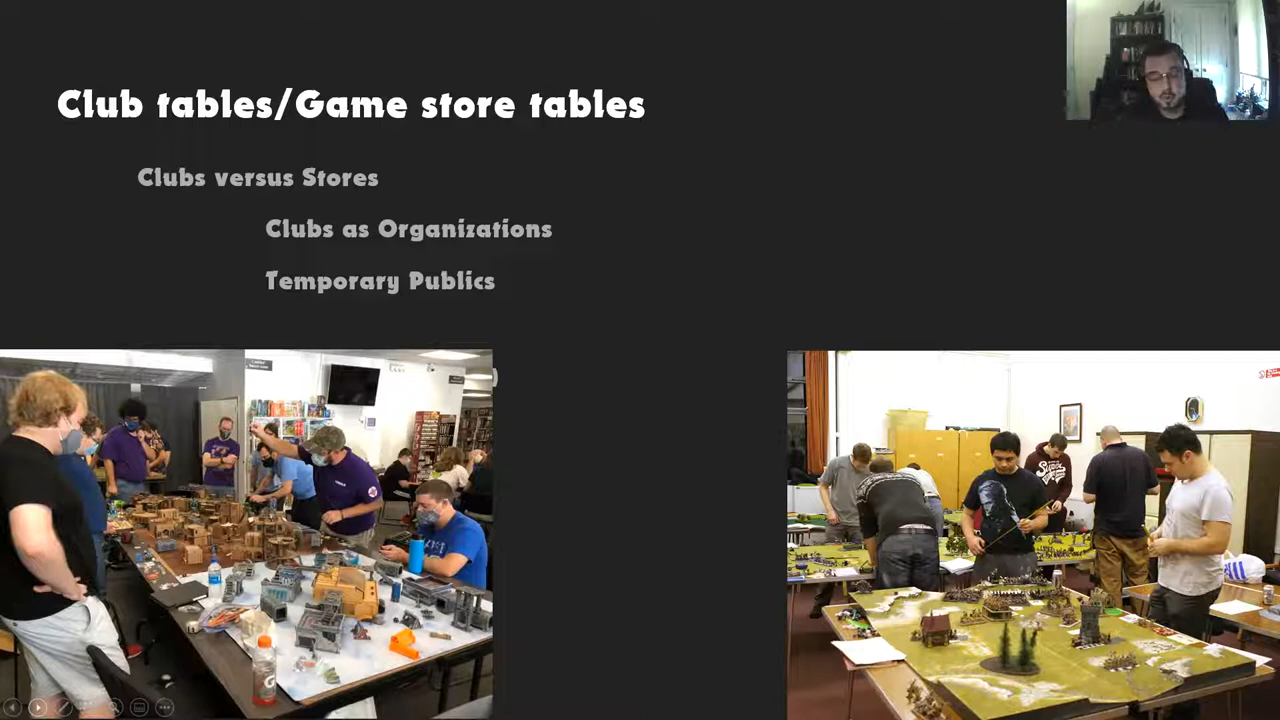 Club tables/Game store tables
Clubs versus Stores
Clubs as Organizations
Temporary Publics